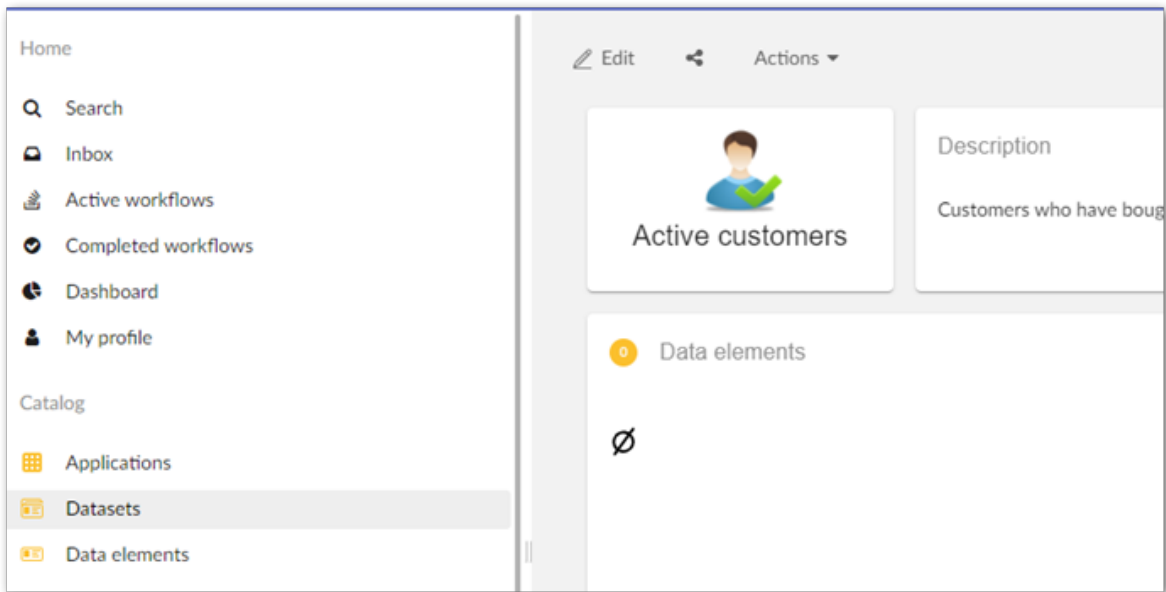 Home
Search
Inbox
Active workflows
Completed workflows
Dashboard
My profile
Catalog
Applications
Datasets
Data elements
Edit
Actions
Active customers
Description
Customers who have boug
0
Data elements
Ø